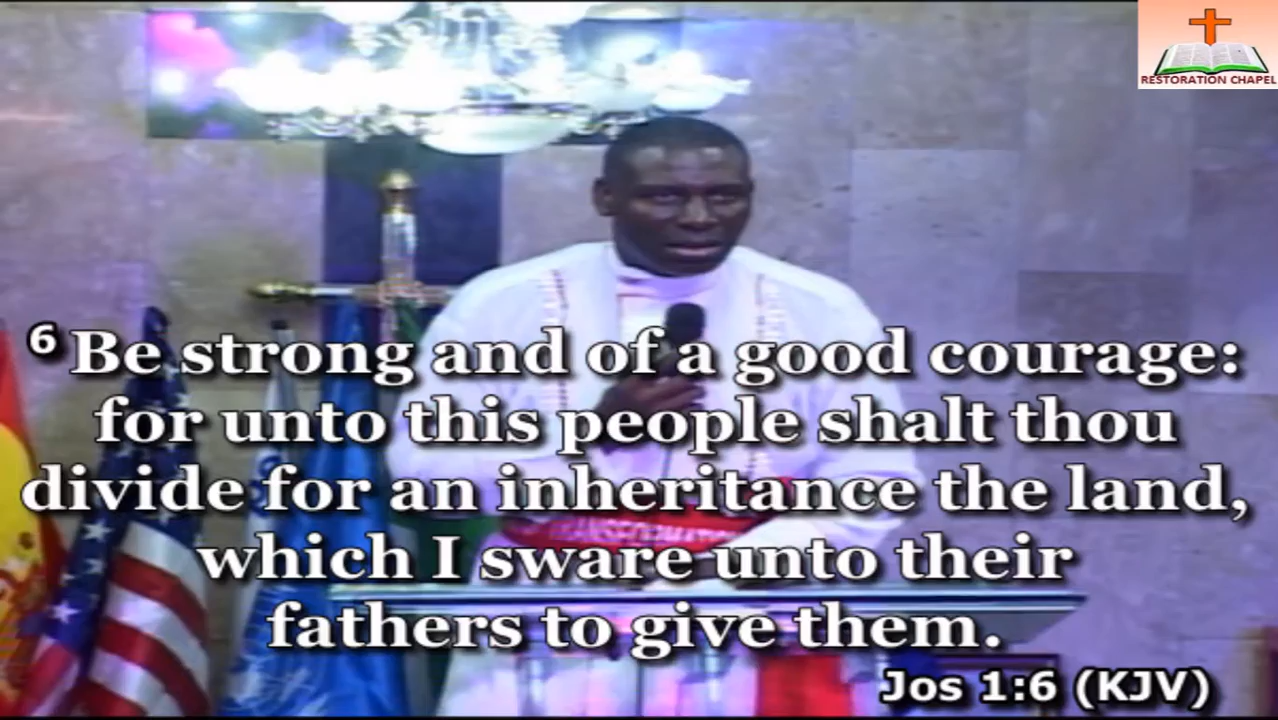 RESTORATION CHAPEL
6 Be strong and of a good courage:
for unto this people shalt thou
divide for an inheritance the land,
which I sware unto their
fathers to give them.
Jos 1:6 (KJV)